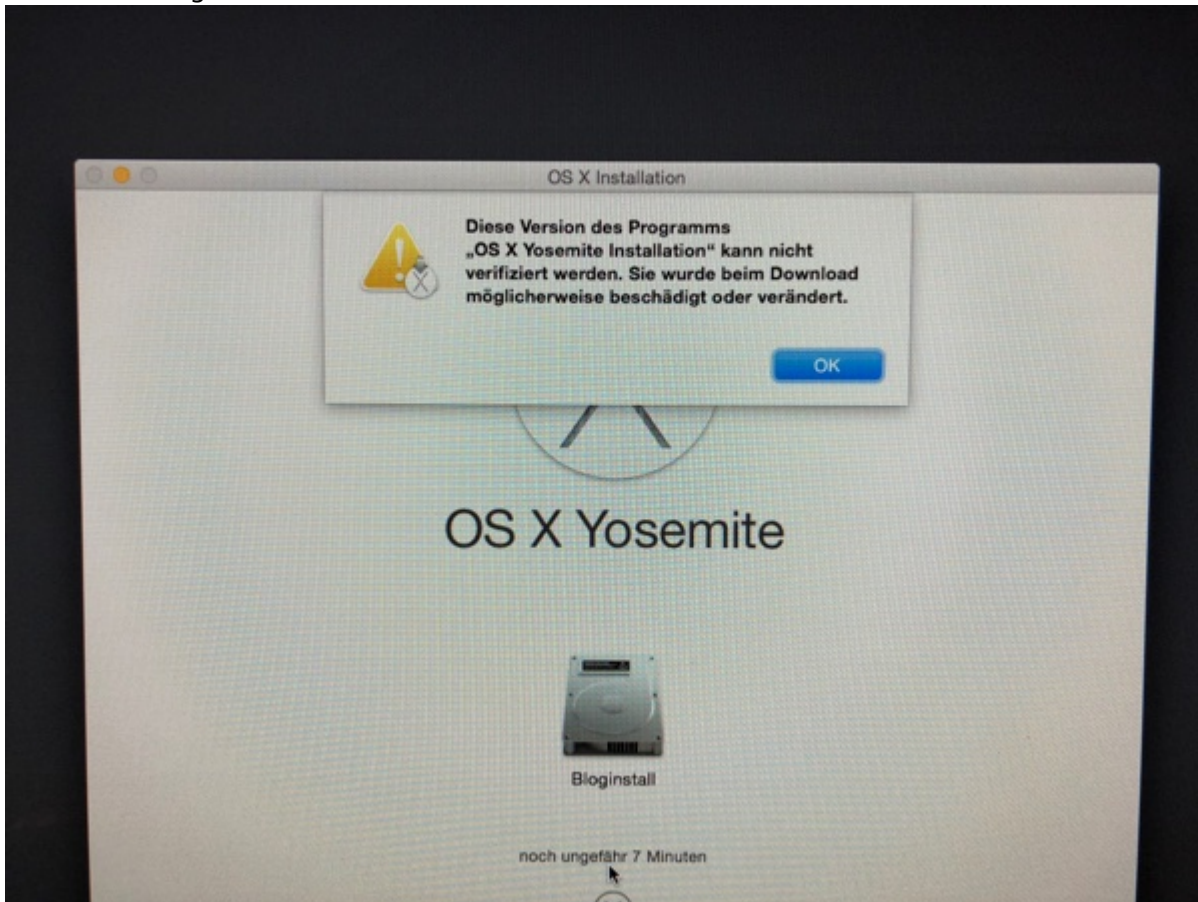 OS X Installation
Diese Version des Programms
„OS X Yosemite Installation“ kann nicht
verifiziert werden. Sie wurde beim Download
möglicherweise beschädigt oder verändert.
OK
OS X Yosemite
Bloginstall
noch ungefähr 7 Minuten